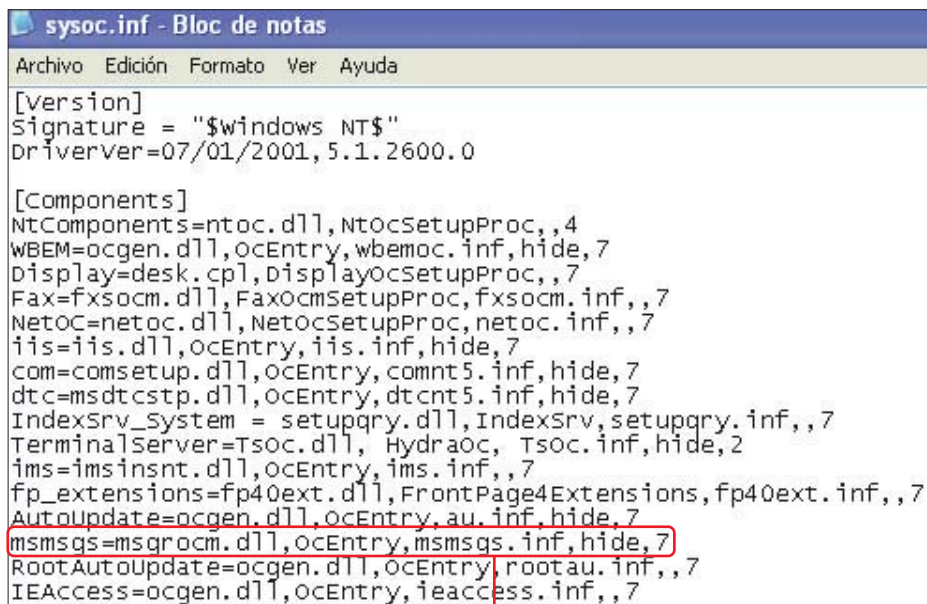 sysoc.inf - Bloc de notas
Archivo Edición Formato Ver Ayuda
[Version]
Signature = "$Windows NT$"
DriverVer=07/01/2001,5.1.2600.0
[Components]
NtComponents=ntoc.dll,NtOcSetupProc,,4
WBEM=ocgen.dll,OcEntry,wbemoc.inf,hide,7
Display=desk.cpl,DisplayOcSetupProc,,7
Fax=fxsocm.dll,FaxOcmSetupProc,fxsocm.inf,,7
NetOC=netoc.dll,NetOcSetupProc,netoc.inf,,7
iis=iis.dll,OcEntry,iis.inf,hide,7
com=comsetup.dll,OcEntry,comnt5.inf,hide,7
dtc=msdtcstp.dll,OcEntry,dtcnt5.inf,hide,7
IndexSrv_System = setupqry.dll,IndexSrv,setupqry.inf,,7
TerminalServer=TsOc.dll, HydraOc, TsOc.inf,hide,2
ims=imsinsnt.dll,OcEntry,ims.inf,,7
fp_extensions=fp40ext.dll,FrontPage4Extensions,fp40ext.inf,,7
AutoUpdate=ocgen.dll,OcEntry,au.inf,hide,7
msmsgs=msgrocm.dll,OcEntry,msmsgs.inf,hide,7
RootAutoUpdate=ocgen.dll,OcEntry,rootau.inf,,7
IEAccess=ocgen.dll,OcEntry,ieaccess.inf,,7